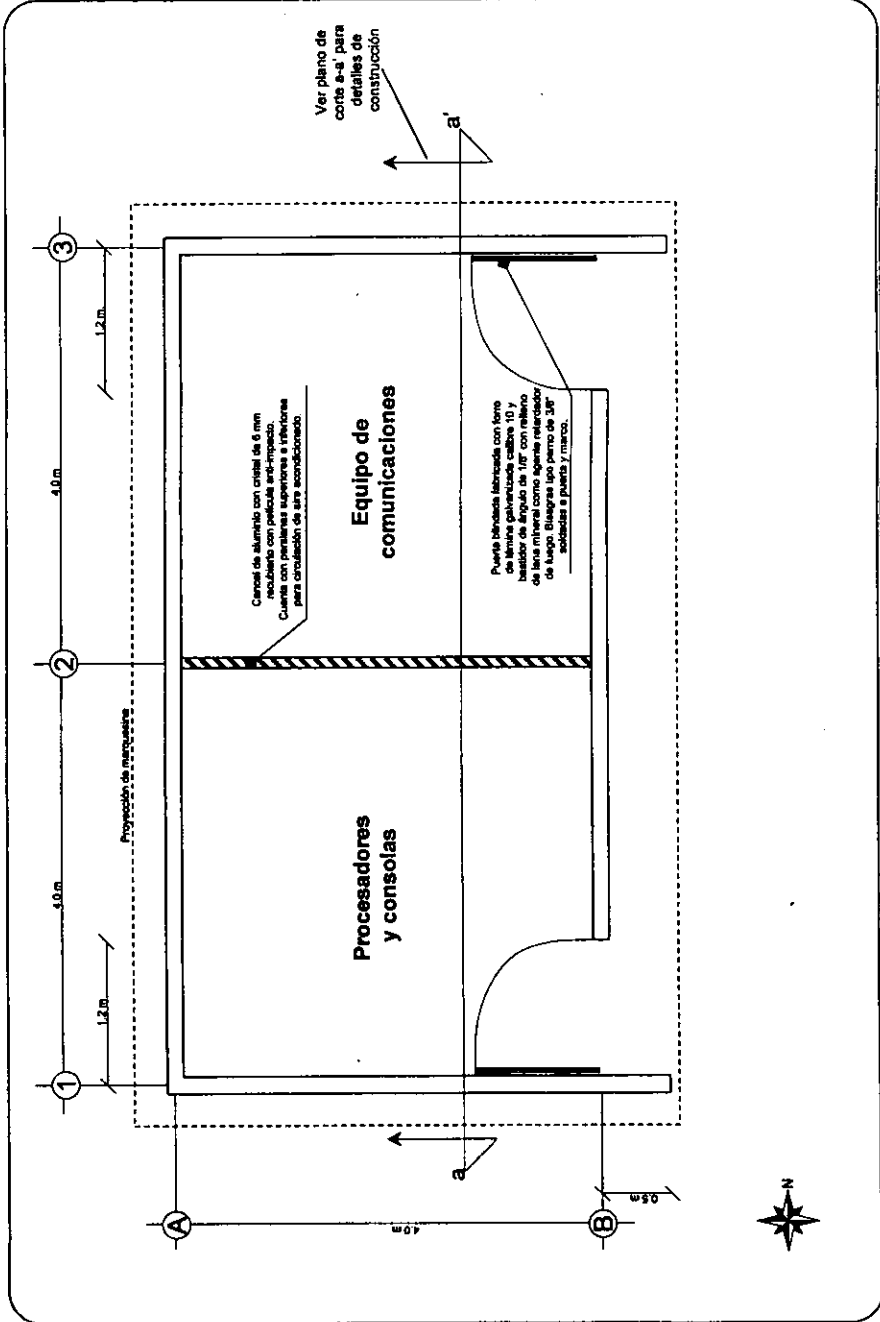 Ver plano de
corte a-a' para
detalles de
construcción
1
2
3
4.0 m
4.0 m
1.2 m
1.2 m
Proyección de marquesina
A
B
4.0 m
0.5 m
Cancel de aluminio con cristal de 6 mm
recubierto con película anti-impacto.
Cuenta con persianas superiores e inferiores
para circulación de aire acondicionado.
Procesadores
y consolas
Equipo de
comunicaciones
Puerta blindada fabricada con forro
de lámina galvanizada calibre 10 y
bastidor de ángulo de 1/8" con relleno
de lana mineral como agente retardador
de fuego. Bisagras tipo perno de 3/8"
soldadas a puerta y marco.
a
a'
N